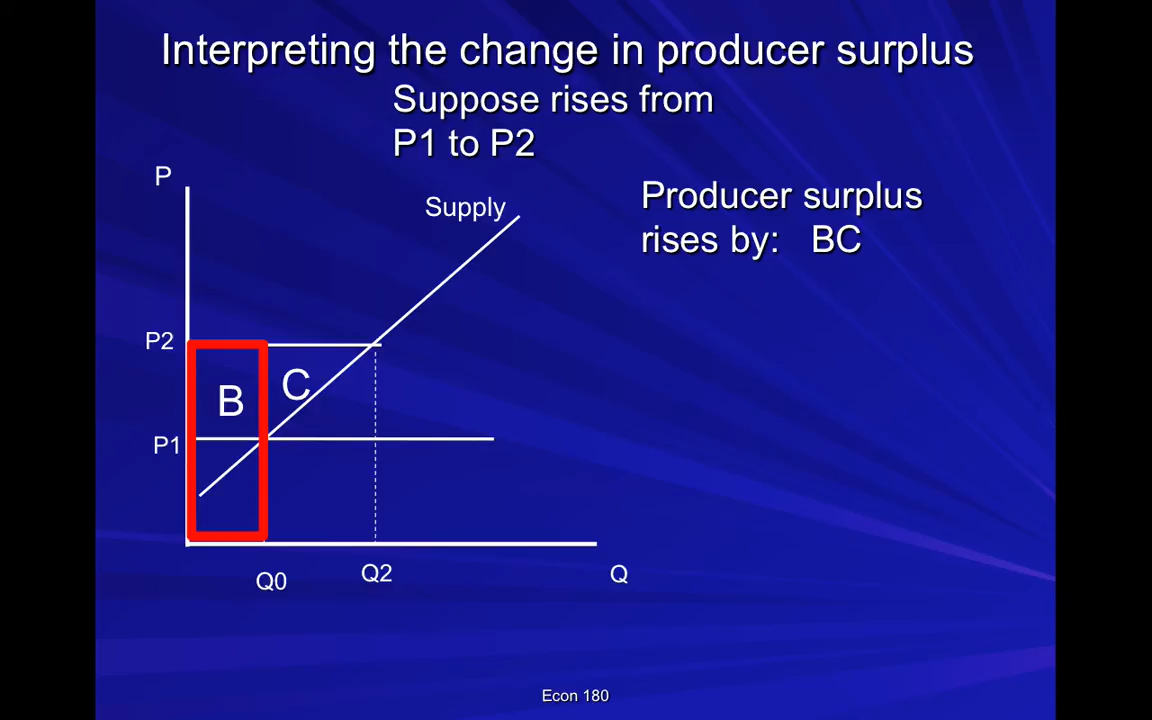 Interpreting the change in producer surplus
Suppose rises from
P1 to P2
P
Supply
Producer surplus
rises by: BC
P2
B
C
P1
Q0
Q2
Q
Econ 180